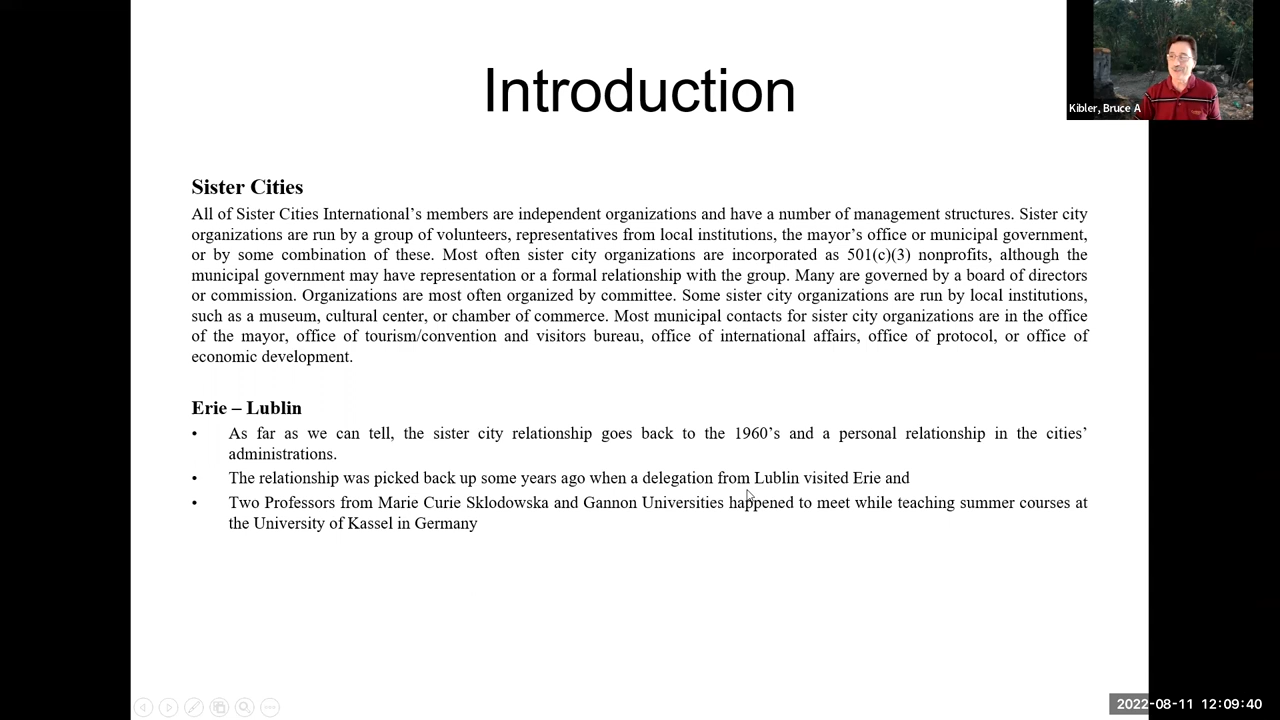 Introduction
Kibler, Bruce A
Sister Cities
All of Sister Cities International’s members are independent organizations and have a number of management structures. Sister city
organizations are run by a group of volunteers, representatives from local institutions, the mayor’s office or municipal government,
or by some combination of these. Most often sister city organizations are incorporated as 501(c)(3) nonprofits, although the
municipal government may have representation or a formal relationship with the group. Many are governed by a board of directors
or commission. Organizations are most often organized by committee. Some sister city organizations are run by local institutions,
such as a museum, cultural center, or chamber of commerce. Most municipal contacts for sister city organizations are in the office
of the mayor, office of tourism/convention and visitors bureau, office of international affairs, office of protocol, or office of
economic development.
Erie – Lublin
• As far as we can tell, the sister city relationship goes back to the 1960’s and a personal relationship in the cities’
administrations.
• The relationship was picked back up some years ago when a delegation from Lublin visited Erie and
• Two Professors from Marie Curie Sklodowska and Gannon Universities happened to meet while teaching summer courses at
the University of Kassel in Germany
2022-08-11 12:09:40